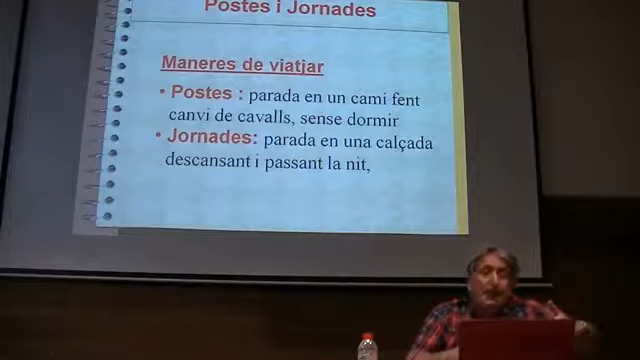 Postes i Jornades
Maneres de viatjar
• Postes : parada en un cami fent
canvi de cavalls, sense dormir
• Jornades: parada en una calçada
descansant i passant la nit,